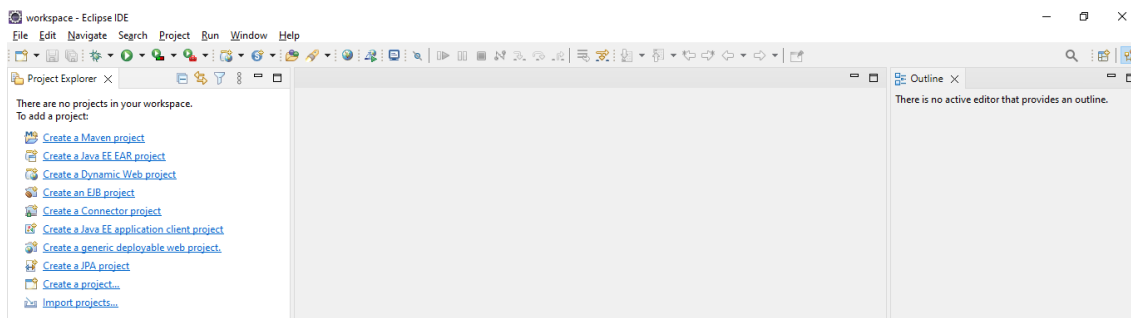 workspace - Eclipse IDE
File Edit Navigate Search Project Run Window Help
Project Explorer
Outline
There are no projects in your workspace.
To add a project:
There is no active editor that provides an outline.
Create a Maven project
Create a Java EE EAR project
Create a Dynamic Web project
Create an EJB project
Create a Connector project
Create a Java EE application client project
Create a generic deployable web project.
Create a JPA project
Create a project...
Import projects...